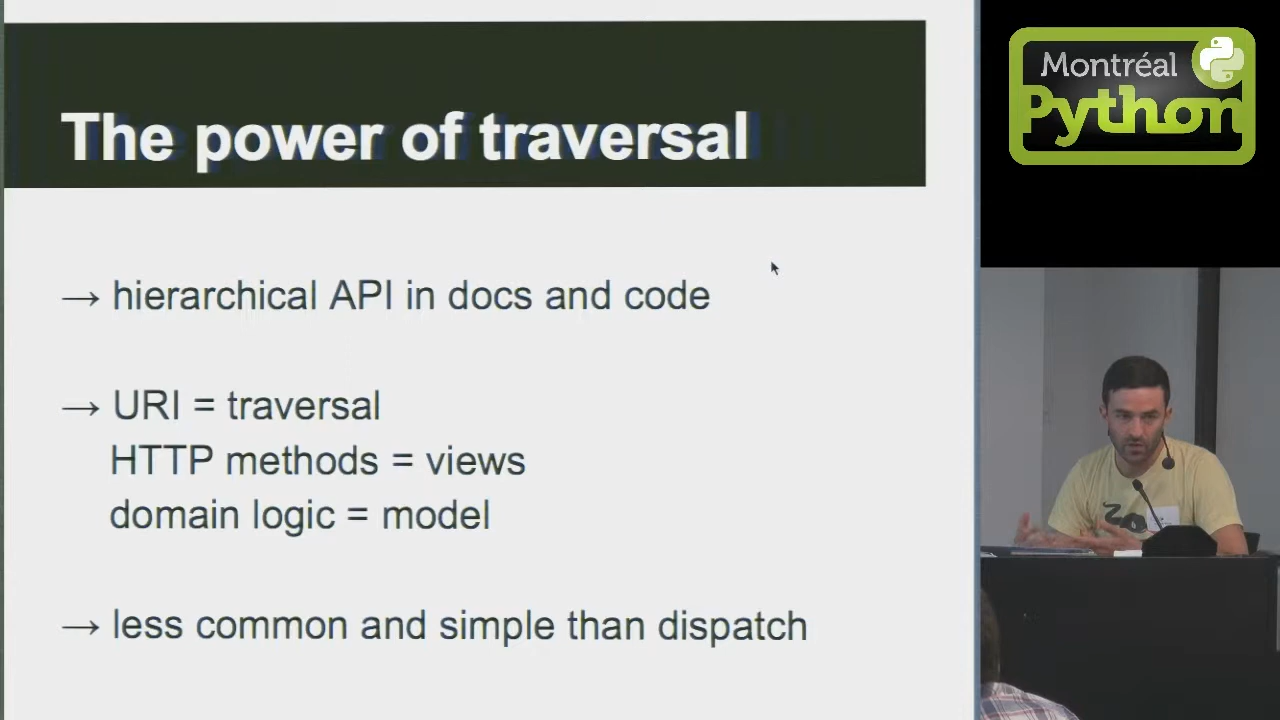 The power of traversal
→ hierarchical API in docs and code
→ URI = traversal
HTTP methods = views
domain logic = model
→ less common and simple than dispatch
Montréal
Python